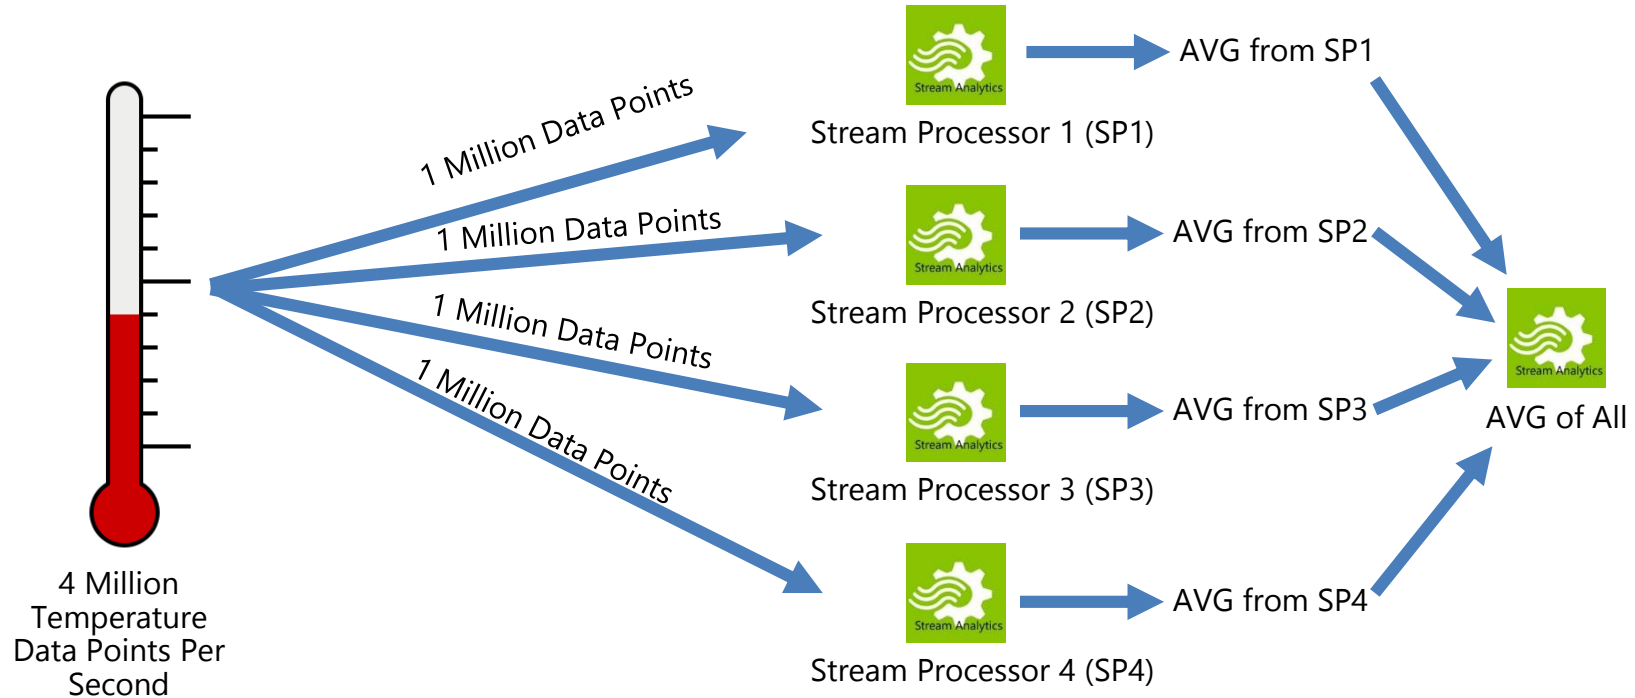 4 Million
Temperature
Data Points Per
Second
1 Million Data Points
1 Million Data Points
1 Million Data Points
1 Million Data Points
Stream Analytics
Stream Processor 1 (SP1)
AVG from SP1
Stream Analytics
Stream Processor 2 (SP2)
AVG from SP2
Stream Analytics
Stream Processor 3 (SP3)
AVG from SP3
Stream Analytics
Stream Processor 4 (SP4)
AVG from SP4
Stream Analytics
AVG of All